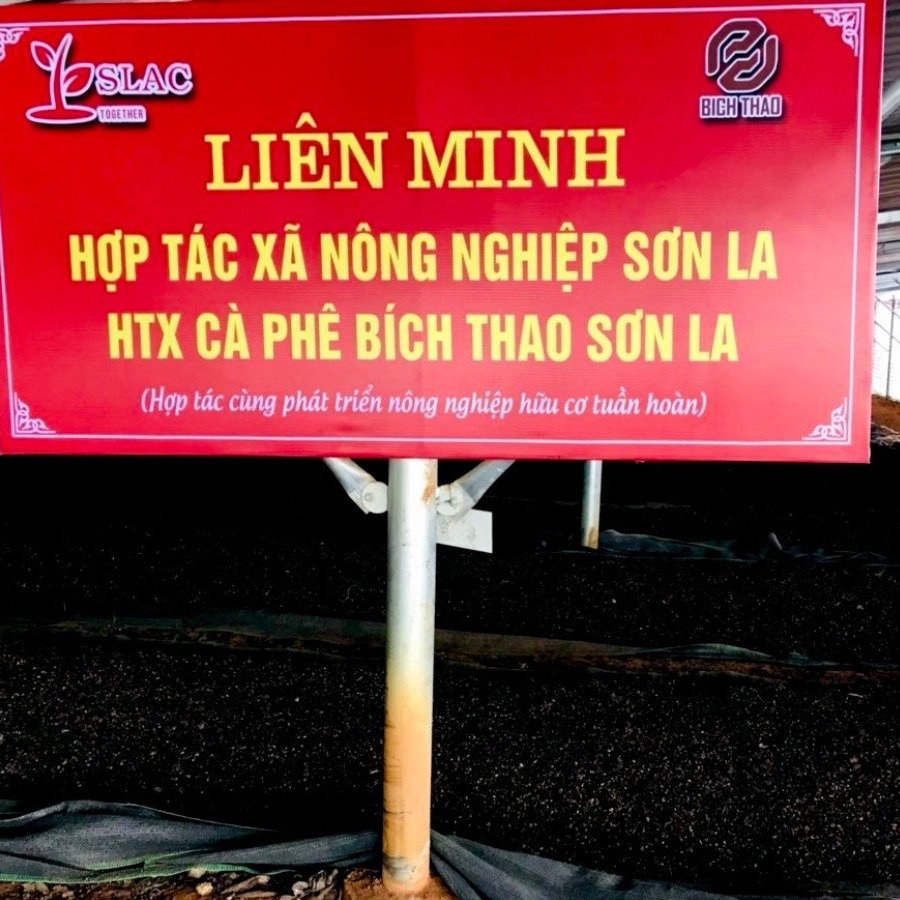 SLAC
TOGETHER
BICH THAO
LIÊN MINH
HỢP TÁC XÃ NÔNG NGHIỆP SƠN LA
HTX CÀ PHÊ BÍCH THAO SƠN LA
(Hợp tác cùng phát triển nông nghiệp hữu cơ tuần hoàn)